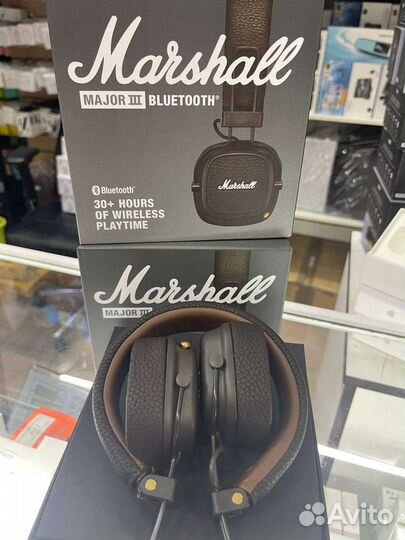 Marshall
MAJOR III BLUETOOTH®
Marshall
Bluetooth®
30+ HOURS
OF WIRELESS
PLAYTIME
Marshall
MAJOR III
Avito